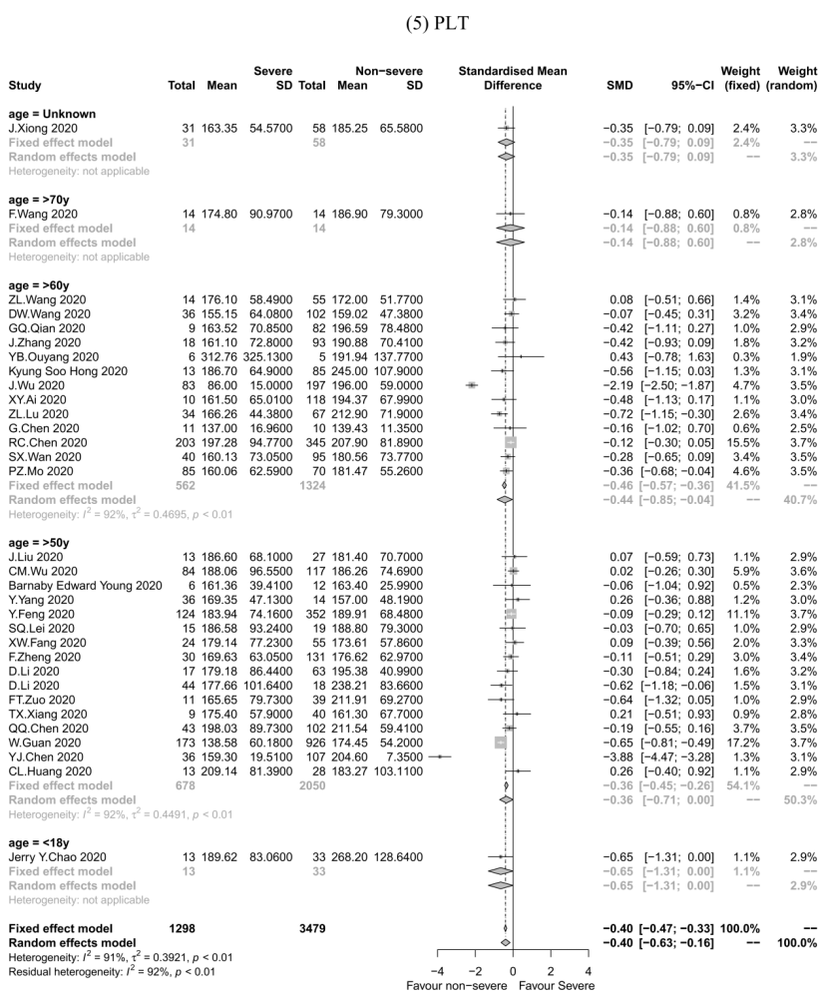 (5) PLT
Severe Non−severe Standardised Mean Weight Weight
Study Total Mean SD Total Mean SD Difference SMD 95%−CI (fixed) (random)
age = Unknown
J.Xiong 2020 31 163.35 54.5700 58 185.25 65.5800 −0.35 [−0.79; 0.09] 2.4% 3.3%
Fixed effect model 31 58 −0.35 [−0.79; 0.09] 2.4% −−
Random effects model −0.35 [−0.79; 0.09] −− 3.3%
Heterogeneity: not applicable
age = >70y
F.Wang 2020 14 174.80 90.9700 14 186.90 79.3000 −0.14 [−0.88; 0.60] 0.8% 2.8%
Fixed effect model 14 14 −0.14 [−0.88; 0.60] 0.8% −−
Random effects model −0.14 [−0.88; 0.60] −− 2.8%
Heterogeneity: not applicable
age = >60y
ZL.Wang 2020 14 176.10 58.4900 55 172.00 51.7700 0.08 [−0.51; 0.66] 1.4% 3.1%
DW.Wang 2020 36 155.15 64.0800 102 159.02 47.3800 −0.07 [−0.45; 0.31] 3.2% 3.4%
GQ.Qian 2020 9 163.52 70.8500 82 196.59 78.4800 −0.42 [−1.11; 0.27] 1.0% 2.9%
J.Zhang 2020 18 161.10 72.8000 93 190.88 70.4100 −0.42 [−0.93; 0.09] 1.8% 3.2%
YB.Ouyang 2020 6 312.76 325.1300 5 191.94 137.7700 0.43 [−0.78; 1.63] 0.3% 1.9%
Kyung Soo Hong 2020 13 186.70 64.9000 85 245.00 107.9000 −0.56 [−1.15; 0.03] 1.3% 3.1%
J.Wu 2020 83 86.00 15.0000 197 196.00 59.0000 −2.19 [−2.50; −1.87] 4.7% 3.5%
XY.Ai 2020 10 161.50 65.0100 118 194.37 67.9900 −0.48 [−1.13; 0.17] 1.1% 3.0%
ZL.Lu 2020 34 166.26 44.3800 67 212.90 71.9000 −0.72 [−1.15; −0.30] 2.6% 3.4%
G.Chen 2020 11 137.00 16.9600 10 139.43 11.3500 −0.16 [−1.02; 0.70] 0.6% 2.5%
RC.Chen 2020 203 197.28 94.7700 345 207.90 81.8900 −0.12 [−0.30; 0.05] 15.5% 3.7%
SX.Wan 2020 40 160.13 73.0500 95 180.56 73.7700 −0.28 [−0.65; 0.09] 3.4% 3.5%
PZ.Mo 2020 85 160.06 62.5900 70 181.47 55.2600 −0.36 [−0.68; −0.04] 4.6% 3.5%
Fixed effect model 562 1324 −0.46 [−0.57; −0.36] 41.5% −−
Random effects model −0.44 [−0.85; −0.04] −− 40.7%
Heterogeneity: I² = 92%, τ² = 0.4695, p < 0.01
age = >50y
J.Liu 2020 13 186.60 68.1000 27 181.40 70.7000 0.07 [−0.59; 0.73] 1.1% 2.9%
CM.Wu 2020 84 188.06 96.5500 117 186.26 74.6900 0.02 [−0.26; 0.30] 5.9% 3.6%
Barnaby Edward Young 2020 6 161.36 39.4100 12 163.40 25.9900 −0.06 [−1.04; 0.92] 0.5% 2.3%
Y.Yang 2020 36 169.35 47.1300 14 157.00 48.1900 0.26 [−0.36; 0.88] 1.2% 3.0%
Y.Feng 2020 124 183.94 74.1600 352 189.91 68.4800 −0.09 [−0.29; 0.12] 11.1% 3.7%
SQ.Lei 2020 15 186.58 93.2400 19 188.80 79.3000 −0.03 [−0.70; 0.65] 1.0% 2.9%
XW.Fang 2020 24 179.14 77.2300 55 173.61 57.8600 0.09 [−0.39; 0.56] 2.0% 3.3%
F.Zheng 2020 30 169.63 63.0500 131 176.62 62.9700 −0.11 [−0.51; 0.29] 3.0% 3.4%
D.Li 2020 17 179.18 86.4400 63 195.38 40.9900 −0.30 [−0.84; 0.24] 1.6% 3.2%
D.Li 2020 44 177.66 101.6400 18 238.21 83.6600 −0.62 [−1.18; −0.06] 1.5% 3.1%
FT.Zuo 2020 11 165.65 79.7300 39 211.91 69.2700 −0.64 [−1.32; 0.05] 1.0% 2.9%
TX.Xiang 2020 9 175.40 57.9000 40 161.30 67.7000 0.21 [−0.51; 0.93] 0.9% 2.8%
QQ.Chen 2020 43 198.03 89.7300 102 211.54 59.4100 −0.19 [−0.55; 0.16] 3.7% 3.5%
W.Guan 2020 173 138.58 60.1800 926 174.45 54.2000 −0.65 [−0.81; −0.49] 17.2% 3.7%
YJ.Chen 2020 36 159.30 19.5100 107 204.60 7.3500 −3.88 [−4.47; −3.28] 1.3% 3.1%
CL.Huang 2020 13 209.14 81.3900 28 183.27 103.1100 0.26 [−0.40; 0.92] 1.1% 2.9%
Fixed effect model 678 2050 −0.36 [−0.45; −0.26] 54.1% −−
Random effects model −0.36 [−0.71; 0.00] −− 50.3%
Heterogeneity: I² = 92%, τ² = 0.4491, p < 0.01
age = <18y
Jerry Y.Chao 2020 13 189.62 83.0600 33 268.20 128.6400 −0.65 [−1.31; 0.00] 1.1% 2.9%
Fixed effect model 13 33 −0.65 [−1.31; 0.00] 1.1% −−
Random effects model −0.65 [−1.31; 0.00] −− 2.9%
Heterogeneity: not applicable
Fixed effect model 1298 3479 −0.40 [−0.47; −0.33] 100.0% −−
Random effects model −0.40 [−0.63; −0.16] −− 100.0%
Heterogeneity: I² = 91%, τ² = 0.3921, p < 0.01
Residual heterogeneity: I² = 92%, p < 0.01
−4 −2 0 2 4
Favour non−severe Favour Severe